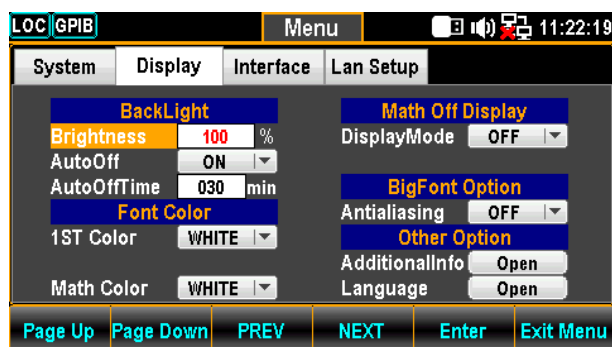 LOC GPIB Menu 11:22:19
System Display Interface Lan Setup
BackLight
Brightness 100 %
AutoOff ON
AutoOffTime 030 min
Font Color
1ST Color WHITE
Math Color WHITE
Math Off Display
DisplayMode OFF
BigFont Option
Antialiasing OFF
Other Option
AdditionalInfo Open
Language Open
Page Up Page Down PREV NEXT Enter Exit Menu